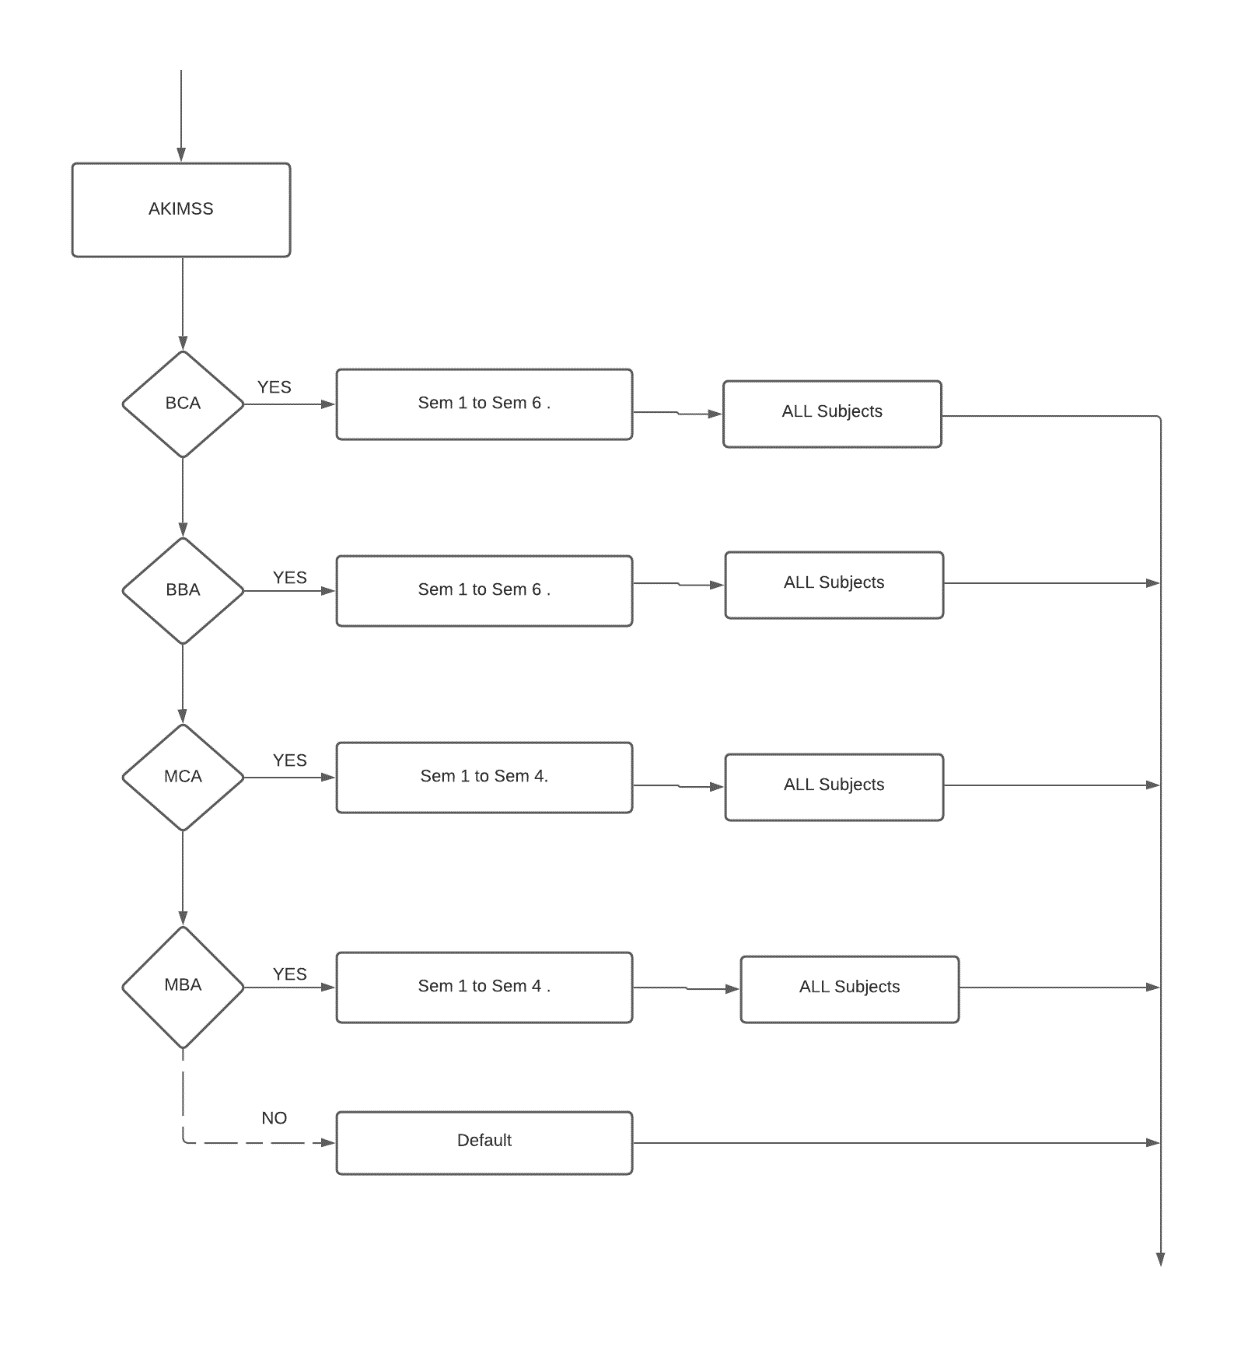 AKIMSS
BCA
YES
Sem 1 to Sem 6 .
ALL Subjects
BBA
YES
Sem 1 to Sem 6 .
ALL Subjects
MCA
YES
Sem 1 to Sem 4.
ALL Subjects
MBA
YES
Sem 1 to Sem 4 .
ALL Subjects
NO
Default